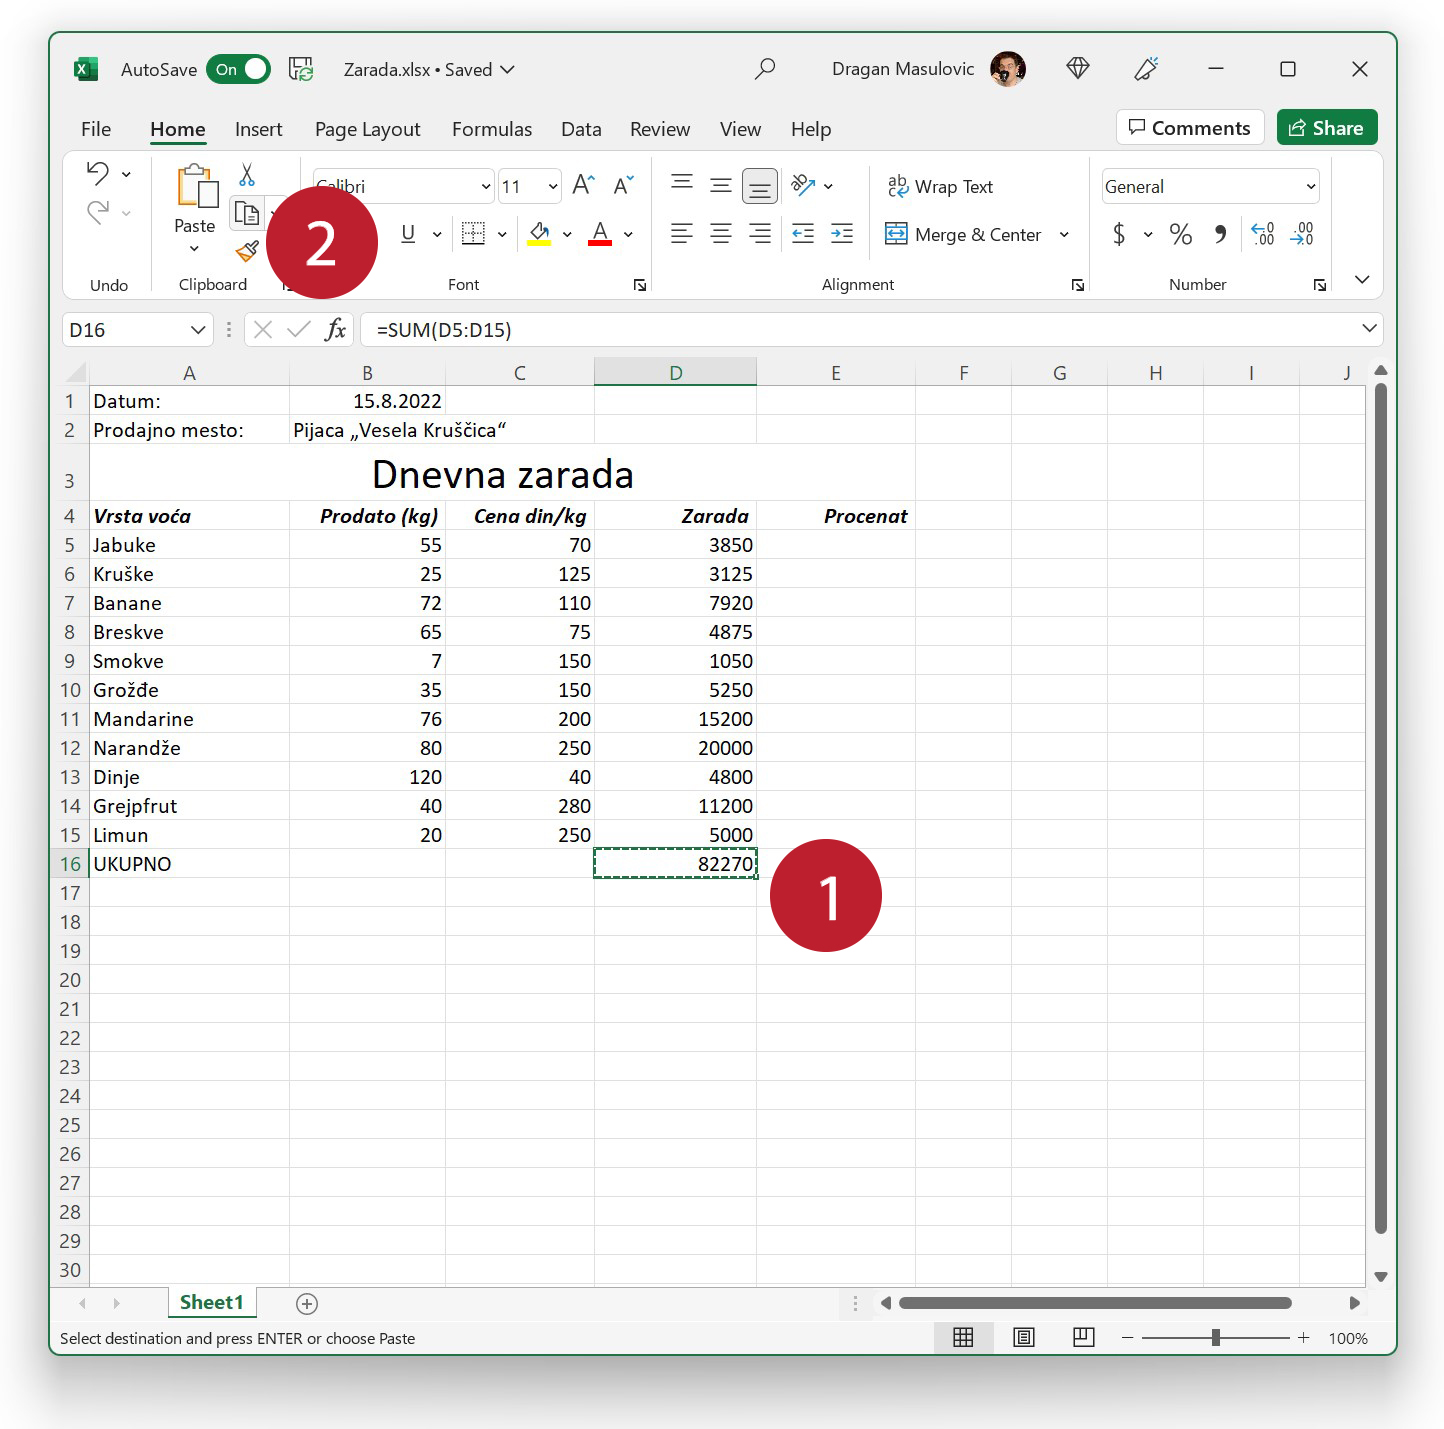 AutoSave On Zarada.xlsx • Saved Dragan Masulovic
File Home Insert Page Layout Formulas Data Review View Help Comments Share
Calibri 11 A A ab Wrap Text General
Paste U A Merge & Center $ % , .00 .00
2
Undo Clipboard Font Alignment Number
D16 fx =SUM(D5:D15)
A B C D E F G H I J
1 Datum: 15.8.2022
2 Prodajno mesto: Pijaca „Vesela Kruščica“
3 Dnevna zarada
4 Vrsta voća Prodato (kg) Cena din/kg Zarada Procenat
5 Jabuke 55 70 3850
6 Kruške 25 125 3125
7 Banane 72 110 7920
8 Breskve 65 75 4875
9 Smokve 7 150 1050
10 Grožđe 35 150 5250
11 Mandarine 76 200 15200
12 Narandže 80 250 20000
13 Dinje 120 40 4800
14 Grejpfrut 40 280 11200
15 Limun 20 250 5000
16 UKUPNO 82270
1
17
18
19
20
21
22
23
24
25
26
27
28
29
30
Sheet1
Select destination and press ENTER or choose Paste 100%